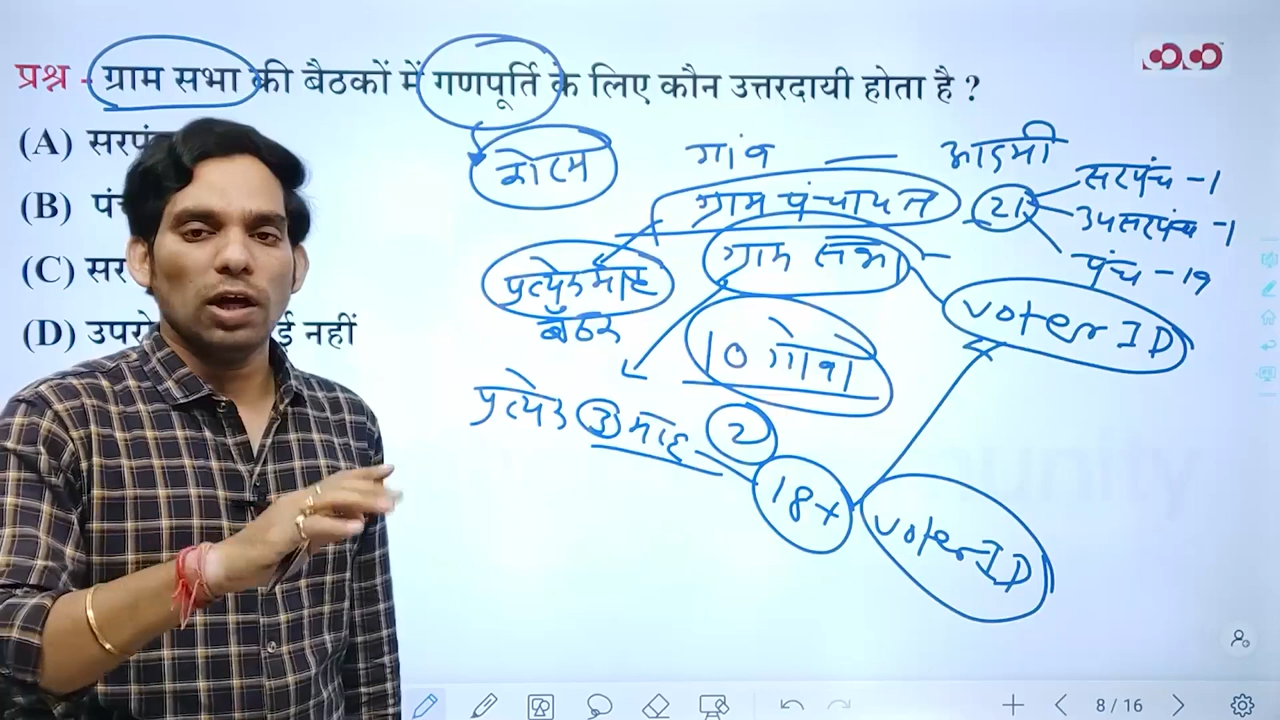 प्रश्न - ग्राम सभा की बैठकों में गणपूर्ति के लिए कौन उत्तरदायी होता है ?
(A) सरपं
(B) पं
(C) सर
(D) उपरो ई नहीं
कोरम
गांव
आदमी
ग्राम पंचायत
21
सरपंच - 1
उपसरपंच - 1
पंच - 19
ग्राम सभा
प्रत्येक माह
बैठक
Voter ID
10 गोवा
प्रत्येक 3 माह
2
18+
Voter ID
8 / 16